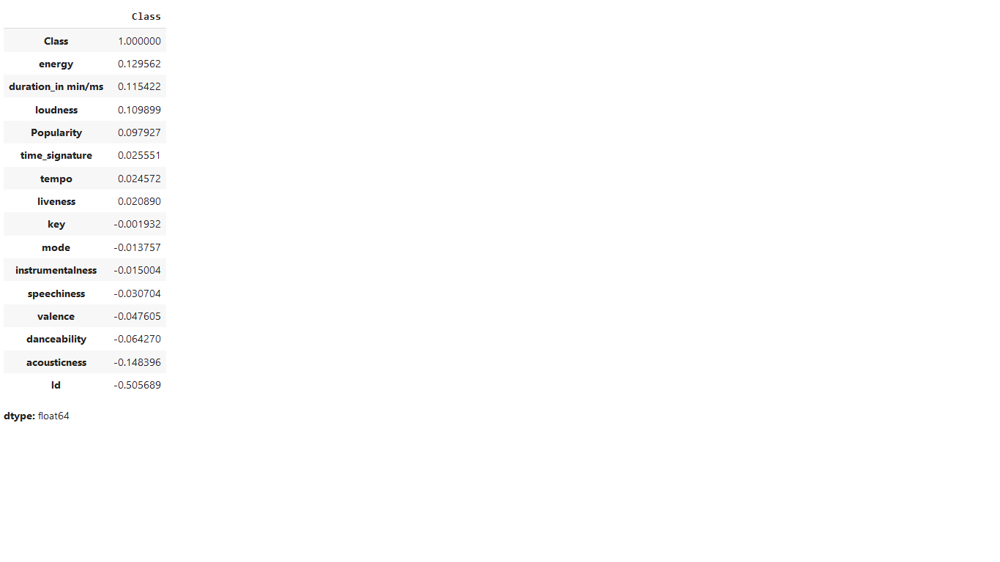 Class
Class 1.000000
energy 0.129562
duration_in min/ms 0.115422
loudness 0.109899
Popularity 0.097927
time_signature 0.025551
tempo 0.024572
liveness 0.020890
key -0.001932
mode -0.013757
instrumentalness -0.015004
speechiness -0.030704
valence -0.047605
danceability -0.064270
acousticness -0.148396
Id -0.505689
dtype: float64